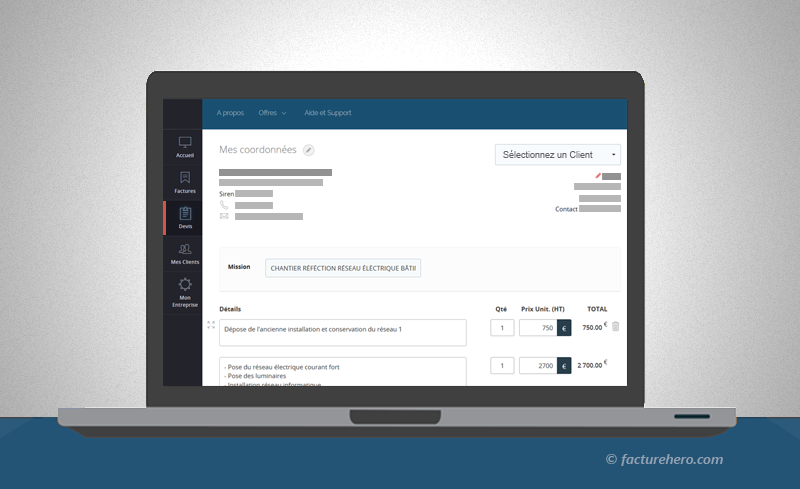 A propos Offres Aide et Support
Accueil
Factures
Devis
Mes Clients
Mon
Entreprise
Mes coordonnées
Sélectionnez un Client
Siren
Contact
Mission CHANTIER RÉFÉCTION RÉSEAU ÉLÉCTRIQUE BÂTII
Détails Qté Prix Unit. (HT) TOTAL
Dépose de l'ancienne installation et conservation du réseau 1 1 750 € 750.00 €
- Pose du réseau électrique courant fort 1 2700 € 2 700.00 €
- Pose des luminaires
- Installation réseau informatique
© facturehero.com